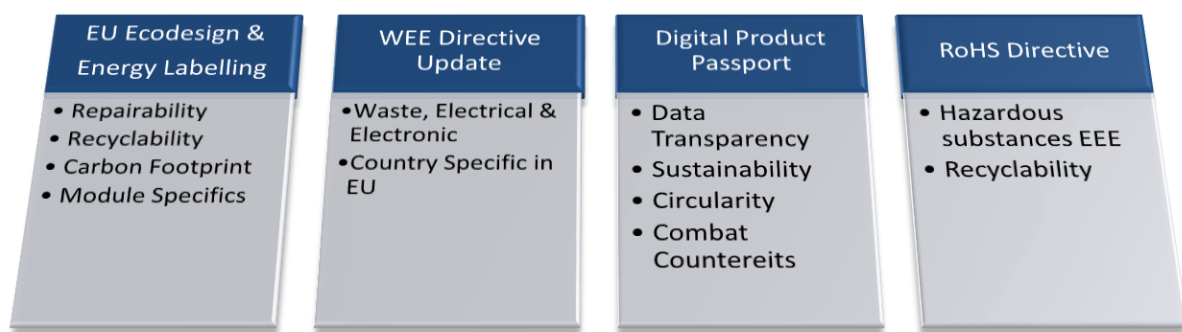 EU Ecodesign &
Energy Labelling
• Repairability
• Recyclability
• Carbon Footprint
• Module Specifics
WEE Directive
Update
• Waste, Electrical &
Electronic
• Country Specific in
EU
Digital Product
Passport
• Data
Transparency
• Sustainability
• Circularity
• Combat
Countereits
RoHS Directive
• Hazardous
substances EEE
• Recyclability